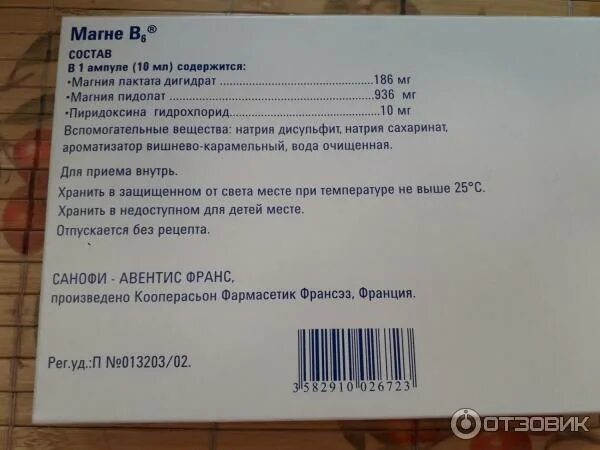 Магне В6®
СОСТАВ
В 1 ампуле (10 мл) содержится:
•Магния лактата дигидрат ........................................ 186 мг
•Магния пидолат ........................................................936 мг
•Пиридоксина гидрохлорид........................................10 мг
Вспомогательные вещества: натрия дисульфит, натрия сахаринат,
ароматизатор вишнево-карамельный, вода очищенная.
Для приема внутрь.
Хранить в защищенном от света месте при температуре не выше 25°С.
Хранить в недоступном для детей месте.
Отпускается без рецепта.
САНОФИ - АВЕНТИС ФРАНС,
произведено Кооперасьон Фармасетик Франсэз, Франция.
Рег.уд.:П №013203/02.
3 582910 026723
ОТЗОВИК